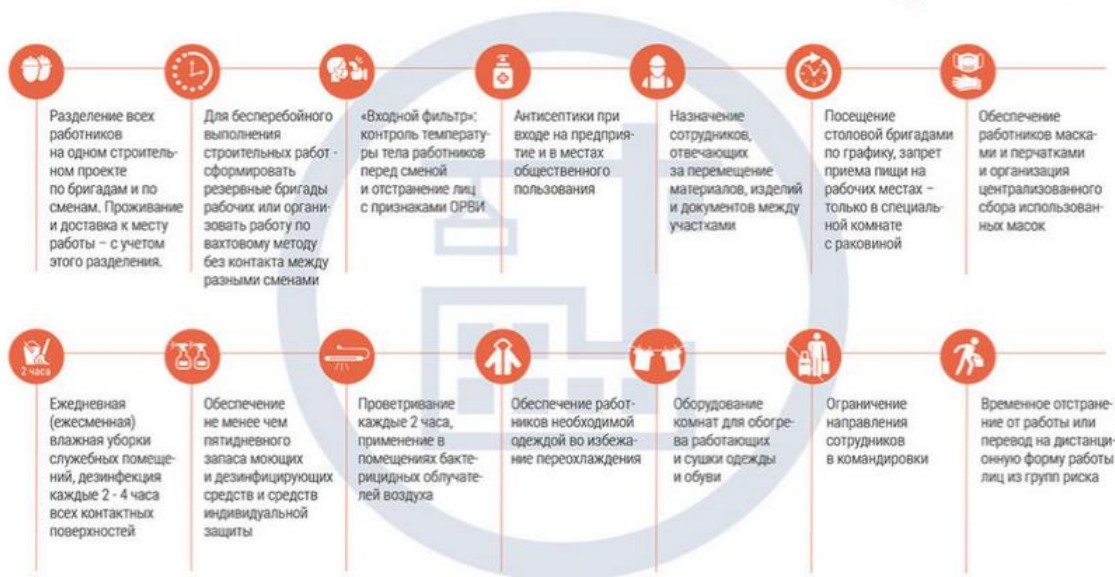 Разделение всех
работников
на одном строитель-
ном проекте
по бригадам и по
сменам. Проживание
и доставка к месту
работы – с учетом
этого разделения.
Для бесперебойного
выполнения
строительных работ -
сформировать
резервные бригады
рабочих или органи-
зовать работу по
вахтовому методу
без контакта между
разными сменами
«Входной фильтр»:
контроль температу-
ры тела работников
перед сменой
и отстранение лиц
с признаками ОРВИ
Антисептики при
входе на предприя-
тие и в местах
общественного
пользования
Назначение
сотрудников,
отвечающих
за перемещение
материалов, изделий
и документов между
участками
Посещение
столовой бригадами
по графику, запрет
приема пищи на
рабочих местах –
только в специаль-
ной комнате
с раковиной
Обеспечение
работников маска-
ми и перчатками
и организация
централизованного
сбора использован-
ных масок
2 часа
Ежедневная
(ежесменная)
влажная уборки
служебных помеще-
ний, дезинфекция
каждые 2 - 4 часа
всех контактных
поверхностей
Обеспечение
не менее чем
пятидневного
запаса моющих
и дезинфицирующих
средств и средств
индивидуальной
защиты
Проветривание
каждые 2 часа,
применение в
помещениях бакте-
рицидных облучате-
лей воздуха
Обеспечение работ-
ников необходимой
одеждой во избежа-
ние переохлаждения
Оборудование
комнат для обогре-
ва работающих
и сушки одежды
и обуви
Ограничение
направления
сотрудников
в командировки
Временное отстране-
ние от работы или
перевод на дистанци-
онную форму работы
лиц из групп риска